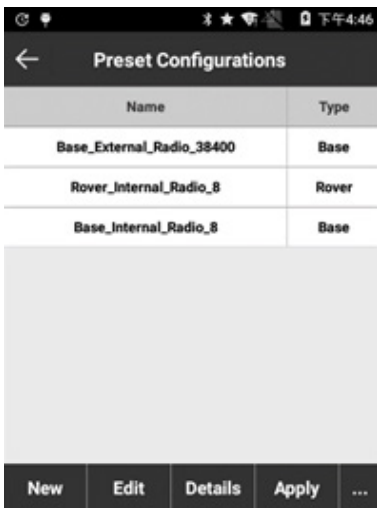 下午4:46
Preset Configurations
Name Type
Base_External_Radio_38400 Base
Rover_Internal_Radio_8 Rover
Base_Internal_Radio_8 Base
New Edit Details Apply ...